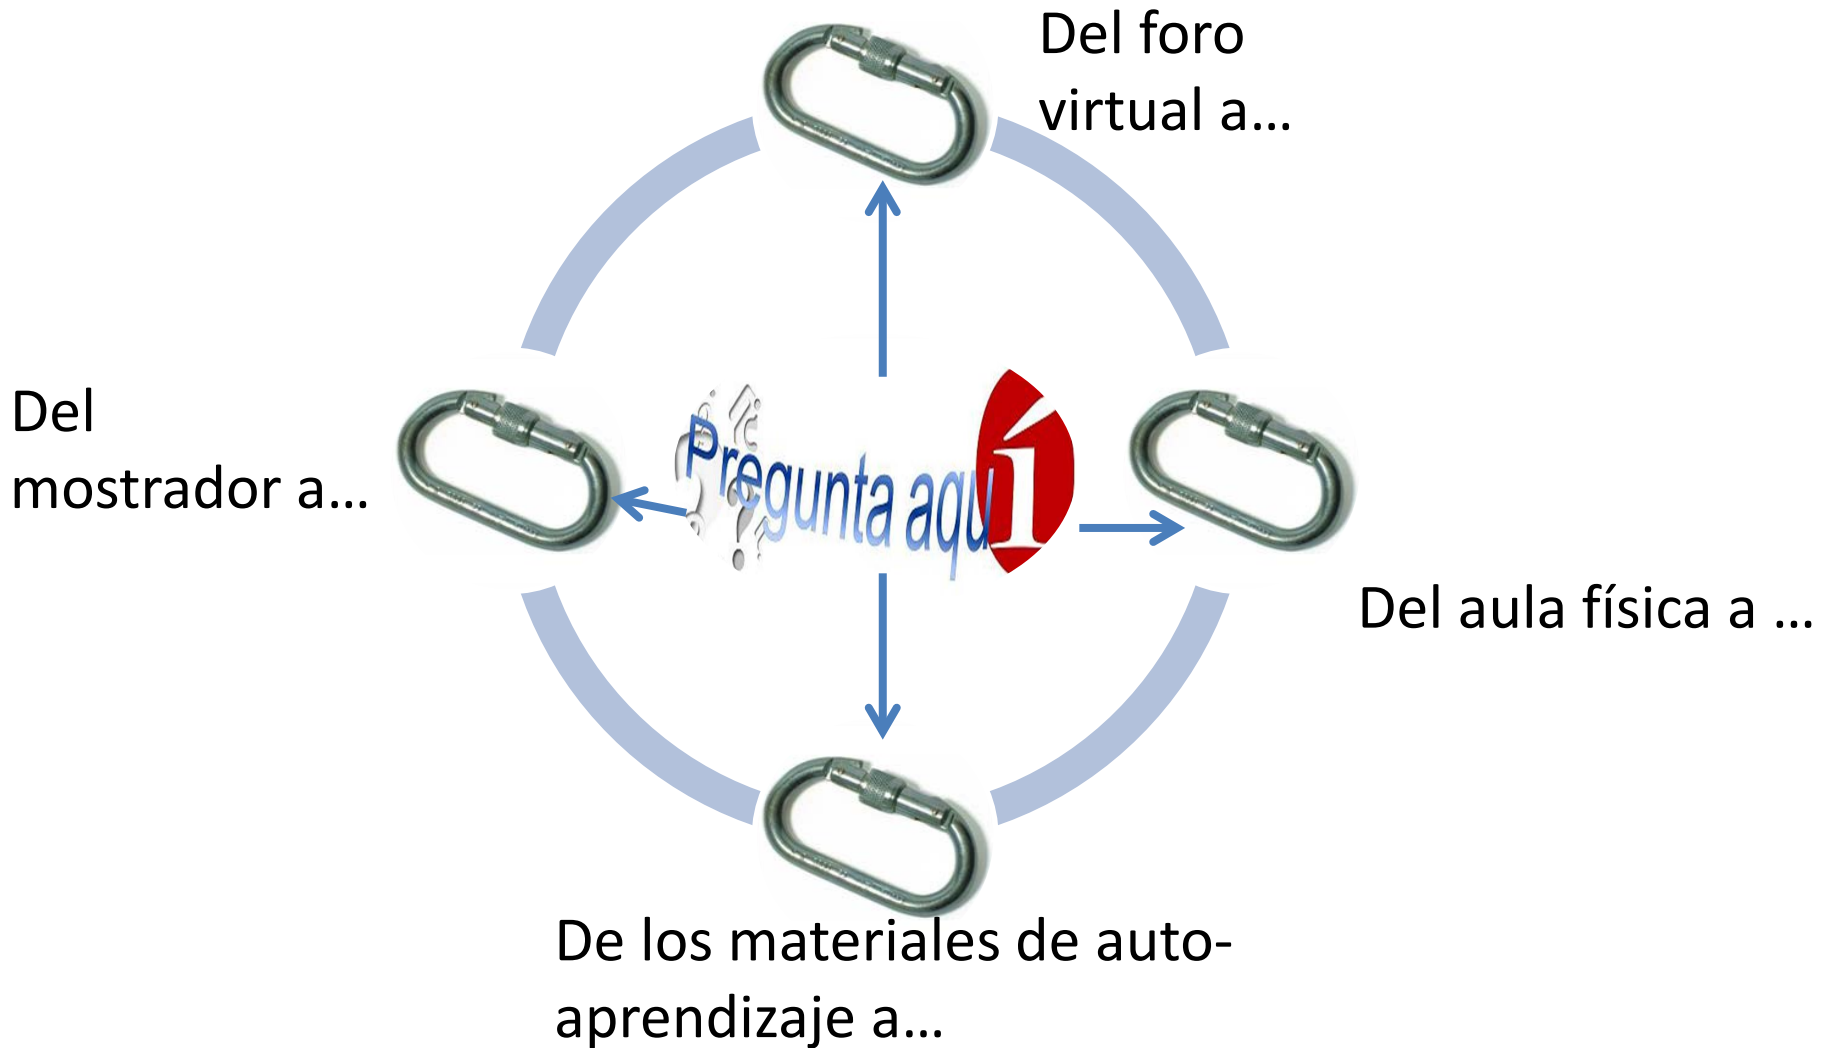 Del foro
virtual a...
Del
mostrador a...
Pregunta aquí
Del aula física a ...
De los materiales de auto-
aprendizaje a...